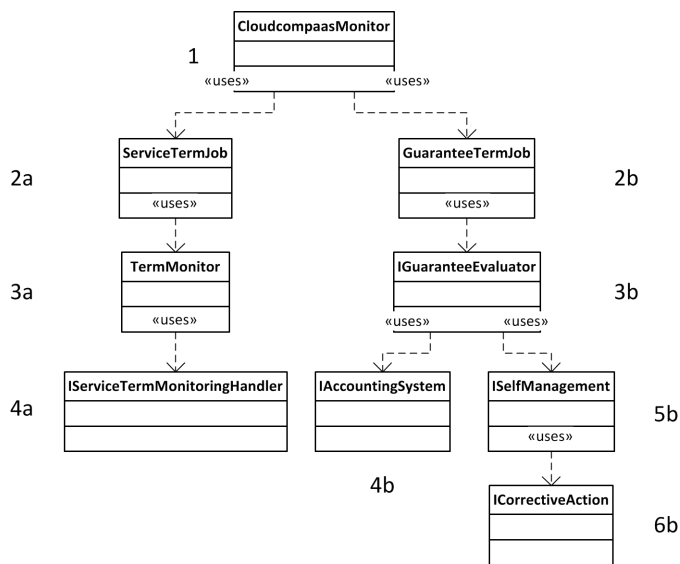 CloudcompaasMonitor
1
«uses» «uses»
ServiceTermJob GuaranteeTermJob
2a «uses» «uses» 2b
TermMonitor IGuaranteeEvaluator
3a «uses» «uses» «uses» 3b
IServiceTermMonitoringHandler IAccountingSystem ISelfManagement
4a «uses» 5b
4b
ICorrectiveAction
6b